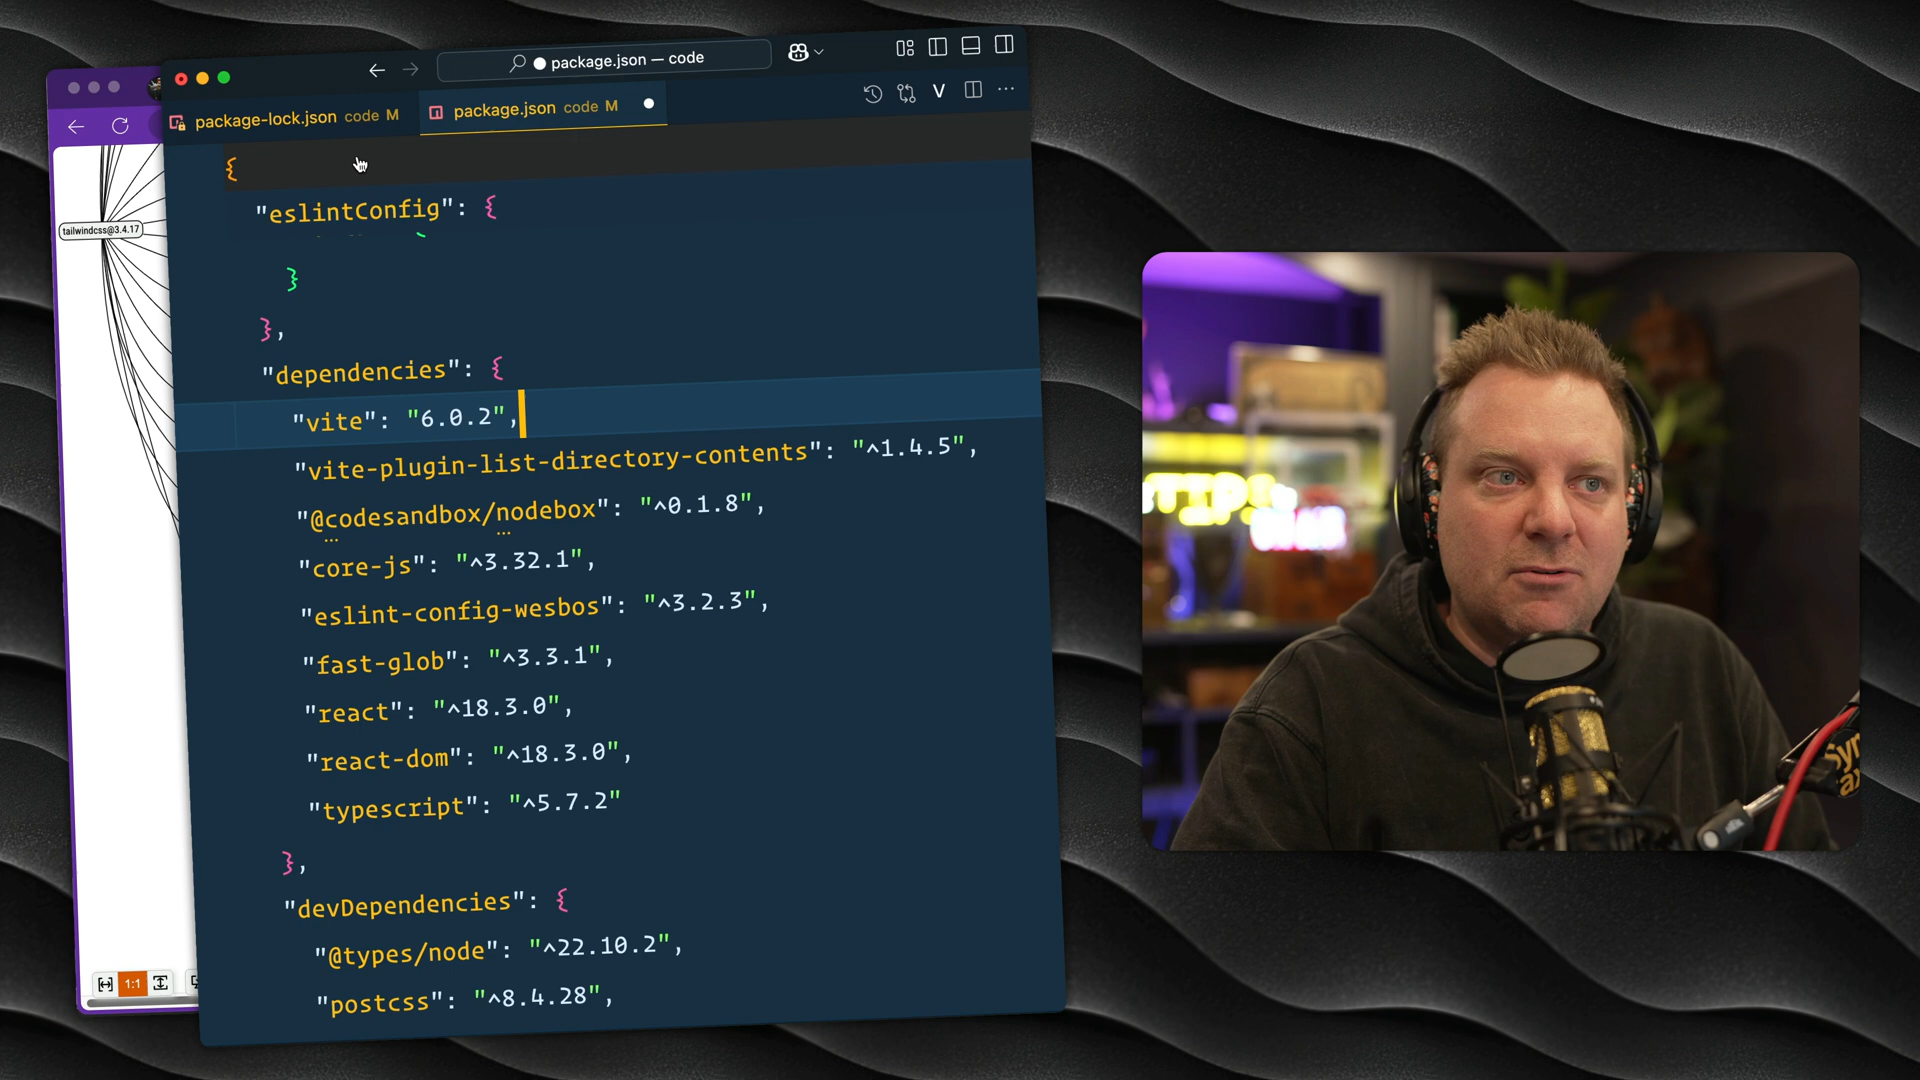 package.json — code
package-lock.json code M
package.json code M
V
{
"eslintConfig": {
}
},
"dependencies": {
"vite": "6.0.2",
"vite-plugin-list-directory-contents": "^1.4.5",
"@codesandbox/nodebox": "^0.1.8",
"core-js": "^3.32.1",
"eslint-config-wesbos": "^3.2.3",
"fast-glob": "^3.3.1",
"react": "^18.3.0",
"react-dom": "^18.3.0",
"typescript": "^5.7.2"
},
"devDependencies": {
"@types/node": "^22.10.2",
"postcss": "^8.4.28",
tailwindcss@3.4.17
1:1